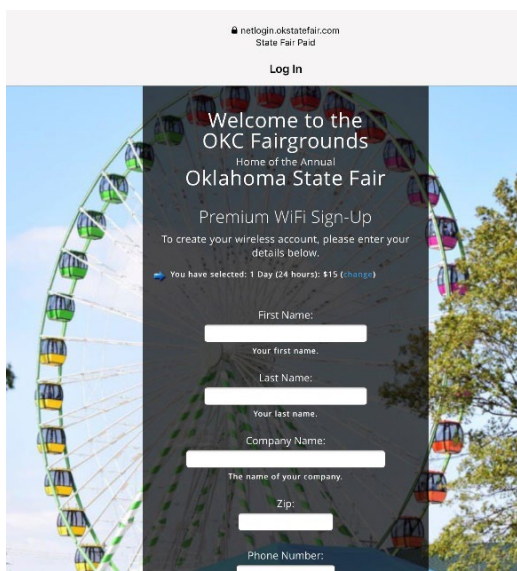 netlogin.okstatefair.com
State Fair Paid
Log In
Welcome to the
OKC Fairgrounds
Home of the Annual
Oklahoma State Fair
Premium WiFi Sign-Up
To create your wireless account, please enter your
details below.
You have selected: 1 Day (24 hours): $15 (change)
First Name:
Your first name.
Last Name:
Your last name.
Company Name:
The name of your company.
Zip:
Phone Number: